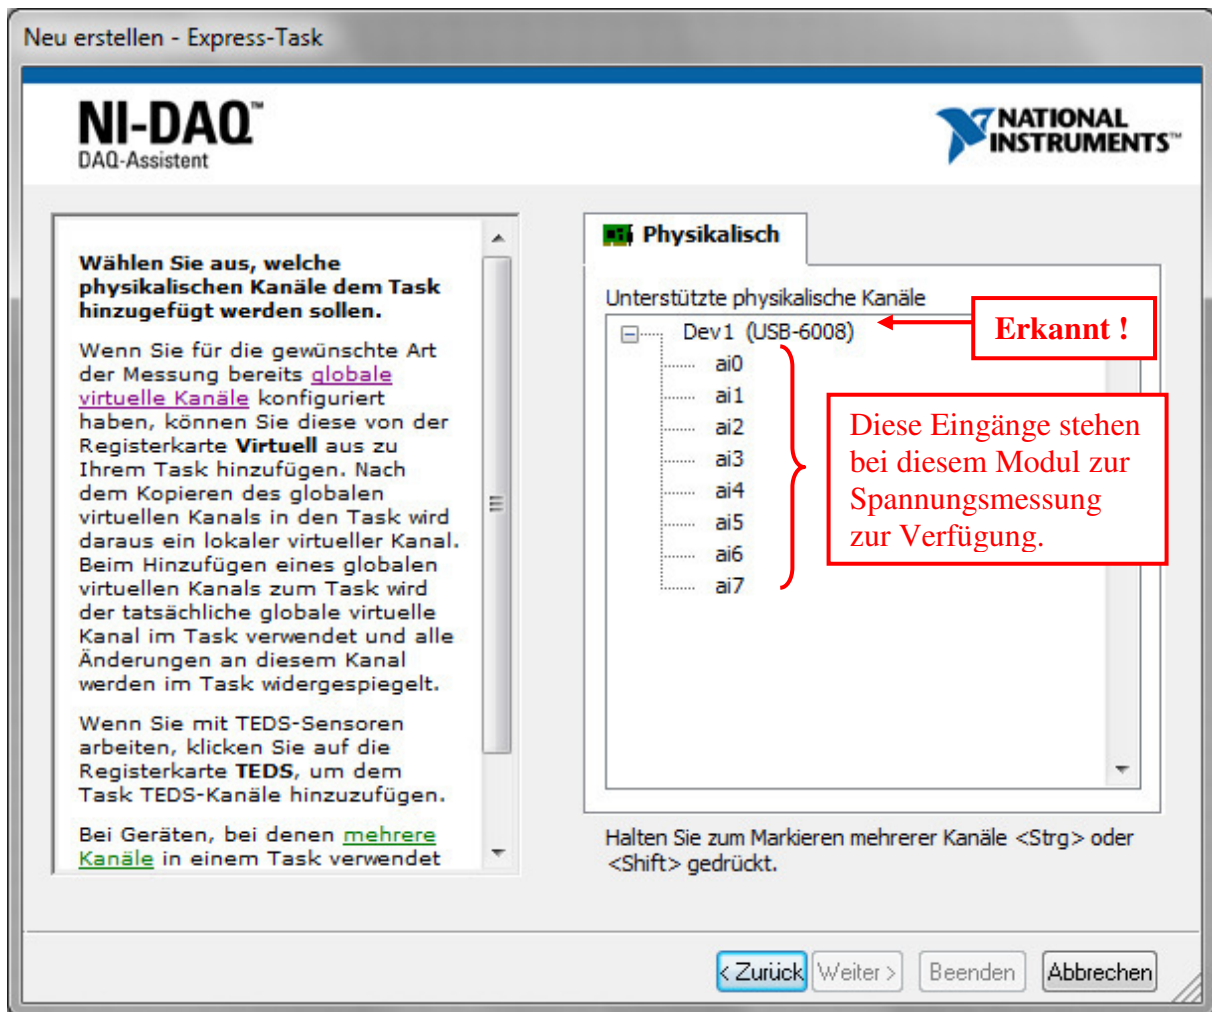 Neu erstellen - Express-Task
NI-DAQ™
DAQ-Assistent
NATIONAL
INSTRUMENTS™
Wählen Sie aus, welche
physikalischen Kanäle dem Task
hinzugefügt werden sollen.
Wenn Sie für die gewünschte Art
der Messung bereits globale
virtuelle Kanäle konfiguriert
haben, können Sie diese von der
Registerkarte Virtuell aus zu
Ihrem Task hinzufügen. Nach
dem Kopieren des globalen
virtuellen Kanals in den Task wird
daraus ein lokaler virtueller Kanal.
Beim Hinzufügen eines globalen
virtuellen Kanals zum Task wird
der tatsächliche globale virtuelle
Kanal im Task verwendet und alle
Änderungen an diesem Kanal
werden im Task widergespiegelt.
Wenn Sie mit TEDS-Sensoren
arbeiten, klicken Sie auf die
Registerkarte TEDS, um dem
Task TEDS-Kanäle hinzuzufügen.
Bei Geräten, bei denen mehrere
Kanäle in einem Task verwendet
Physikalisch
Unterstützte physikalische Kanäle
Dev1 (USB-6008)
Erkannt !
ai0
ai1
ai2
ai3
ai4
ai5
ai6
ai7
Diese Eingänge stehen
bei diesem Modul zur
Spannungsmessung
zur Verfügung.
Halten Sie zum Markieren mehrerer Kanäle <Strg> oder
<Shift> gedrückt.
< Zurück
Weiter >
Beenden
Abbrechen